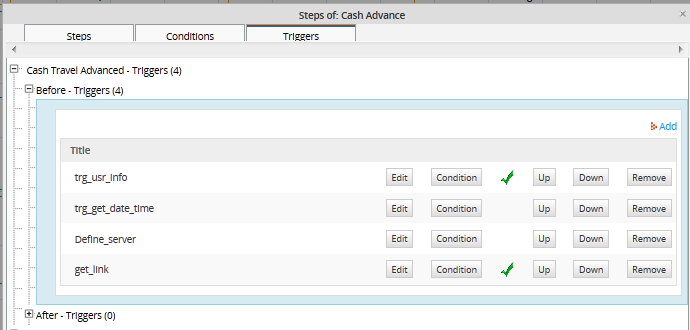 Steps of: Cash Advance
Steps Conditions Triggers
Cash Travel Advanced - Triggers (4)
Before - Triggers (4)
Add
Title
trg_usr_info Edit Condition Up Down Remove
trg_get_date_time Edit Condition Up Down Remove
Define_server Edit Condition Up Down Remove
get_link Edit Condition Up Down Remove
After - Triggers (0)